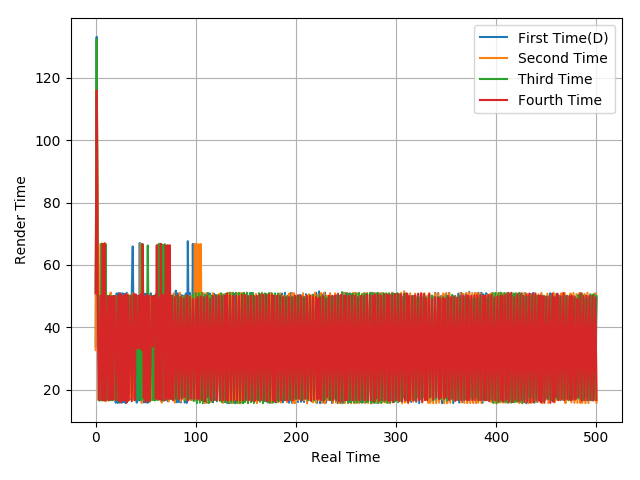 First Time(D)
Second Time
Third Time
Fourth Time
120
100
80
60
40
20
Render Time
0
100
200
300
400
500
Real Time